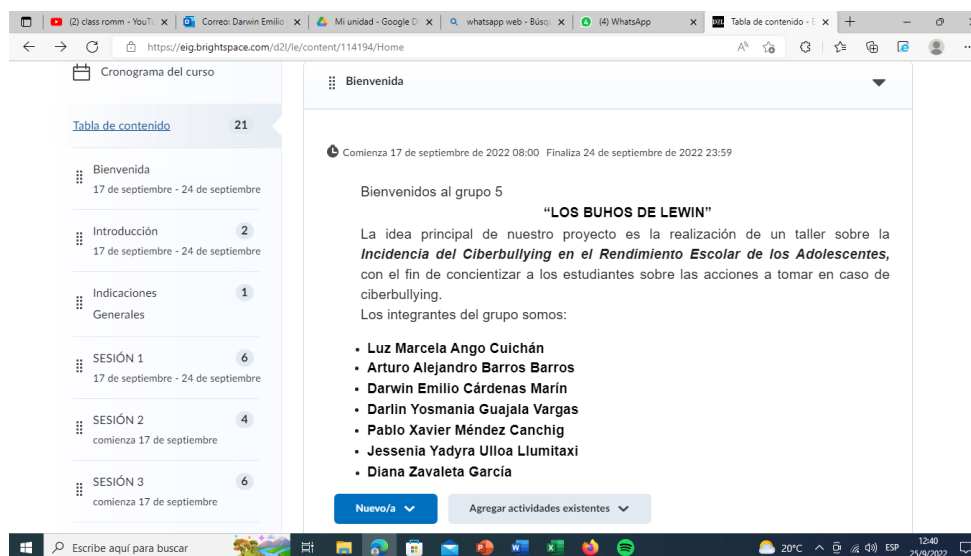 (2) class romm - YouTu
Correo: Darwin Emilio
Mi unidad - Google D
whatsapp web - Búsqu
(4) WhatsApp
Tabla de contenido - E
https://eig.brightspace.com/d2l/le/content/114194/Home
Cronograma del curso
Tabla de contenido 21
Bienvenida
17 de septiembre - 24 de septiembre
Introducción 2
17 de septiembre - 24 de septiembre
Indicaciones 1
Generales
SESIÓN 1 6
17 de septiembre - 24 de septiembre
SESIÓN 2 4
comienza 17 de septiembre
SESIÓN 3 6
comienza 17 de septiembre
Bienvenida
Comienza 17 de septiembre de 2022 08:00 Finaliza 24 de septiembre de 2022 23:59
Bienvenidos al grupo 5
“LOS BUHOS DE LEWIN”
La idea principal de nuestro proyecto es la realización de un taller sobre la
Incidencia del Ciberbullying en el Rendimiento Escolar de los Adolescentes,
con el fin de concientizar a los estudiantes sobre las acciones a tomar en caso de
ciberbullying.
Los integrantes del grupo somos:
• Luz Marcela Ango Cuichán
• Arturo Alejandro Barros Barros
• Darwin Emilio Cárdenas Marín
• Darlin Yosmania Guajala Vargas
• Pablo Xavier Méndez Canchig
• Jessenia Yadyra Ulloa Llumitaxi
• Diana Zavaleta García
Nuevo/a
Agregar actividades existentes
Escribe aquí para buscar
20°C
ESP
12:40
25/9/2022